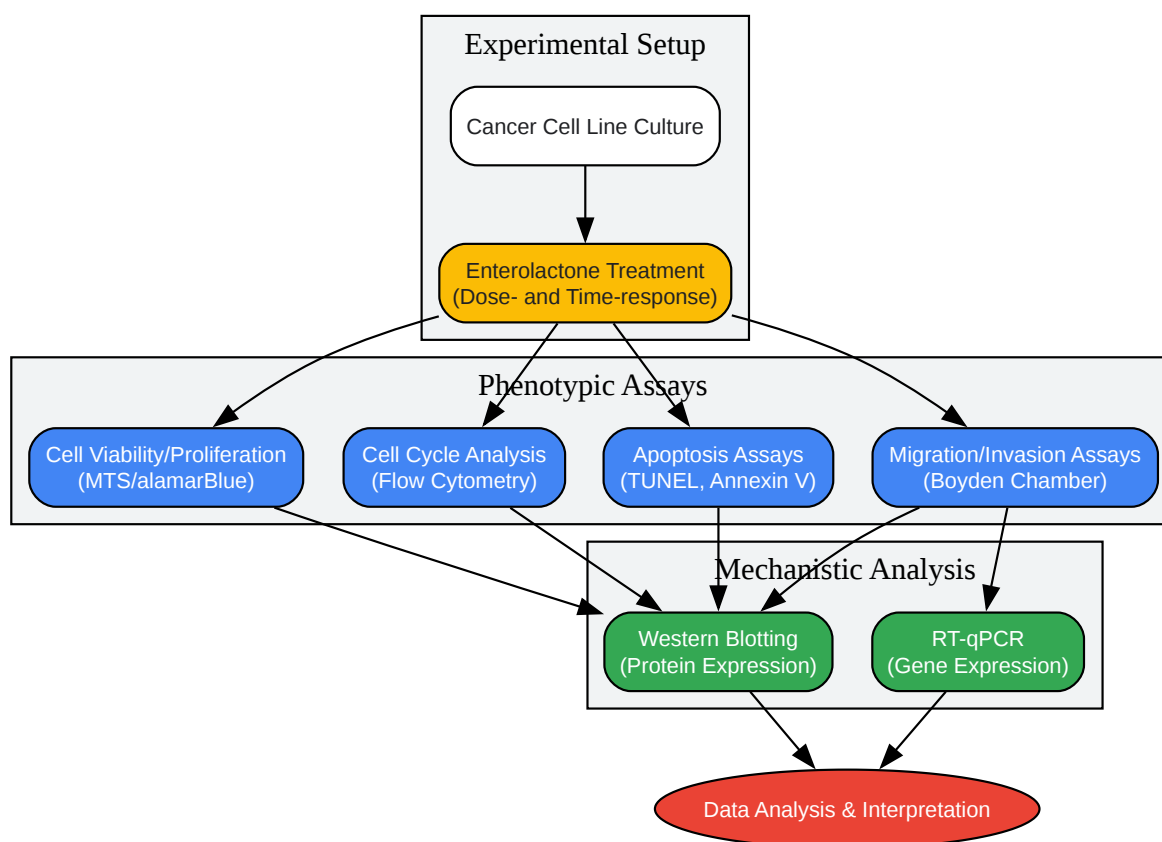 Experimental Setup
Cancer Cell Line Culture
Enterolactone Treatment
(Dose- and Time-response)
Phenotypic Assays
Cell Viability/Proliferation
(MTS/alamarBlue)
Cell Cycle Analysis
(Flow Cytometry)
Apoptosis Assays
(TUNEL, Annexin V)
Migration/Invasion Assays
(Boyden Chamber)
Mechanistic Analysis
Western Blotting
(Protein Expression)
RT-qPCR
(Gene Expression)
Data Analysis & Interpretation